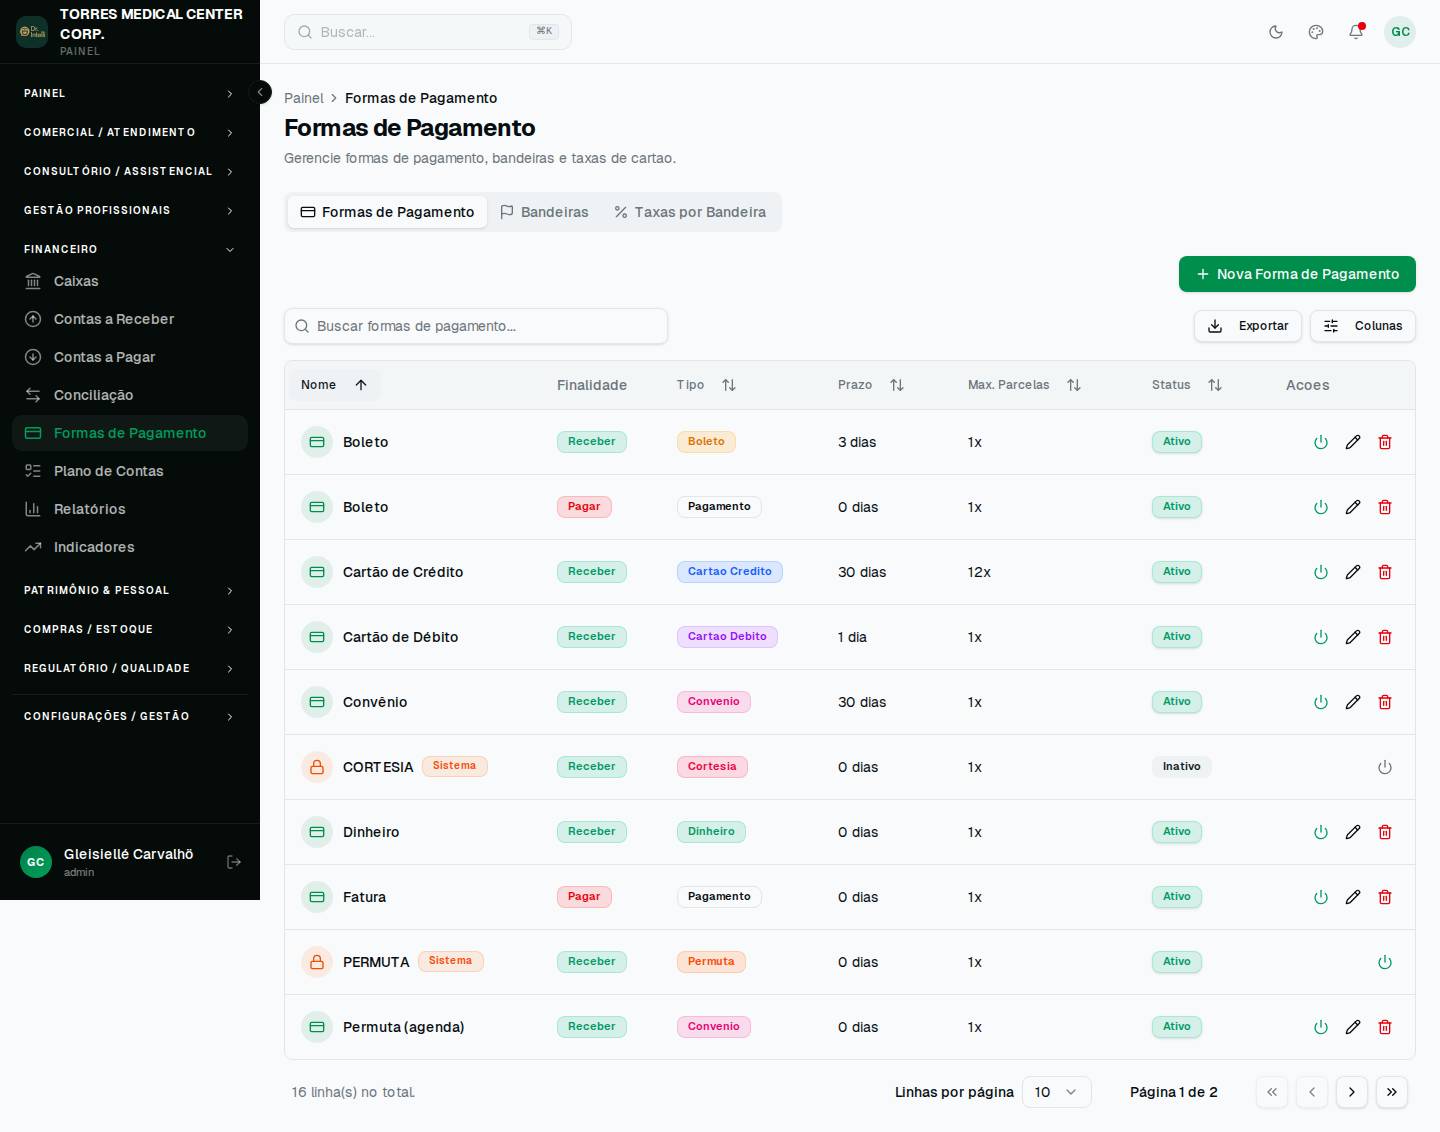 Dr. Intelli
TORRES MEDICAL CENTER CORP.
PAINEL
Buscar...
⌘K
GC
PAINEL
COMERCIAL / ATENDIMENTO
CONSULTÓRIO / ASSISTENCIAL
GESTÃO PROFISSIONAIS
FINANCEIRO
Caixas
Contas a Receber
Contas a Pagar
Conciliação
Formas de Pagamento
Plano de Contas
Relatórios
Indicadores
PATRIMÔNIO & PESSOAL
COMPRAS / ESTOQUE
REGULATÓRIO / QUALIDADE
CONFIGURAÇÕES / GESTÃO
GC
Gleisiellé Carvalhö
admin
Painel > Formas de Pagamento
Formas de Pagamento
Gerencie formas de pagamento, bandeiras e taxas de cartao.
Formas de Pagamento Bandeiras Taxas por Bandeira
+ Nova Forma de Pagamento
Buscar formas de pagamento...
Exportar Colunas
Nome Finalidade Tipo Prazo Max. Parcelas Status Acoes
Boleto Receber Boleto 3 dias 1x Ativo
Boleto Pagar Pagamento 0 dias 1x Ativo
Cartão de Crédito Receber Cartao Credito 30 dias 12x Ativo
Cartão de Débito Receber Cartao Debito 1 dia 1x Ativo
Convênio Receber Convenio 30 dias 1x Ativo
CORTESIA Sistema Receber Cortesia 0 dias 1x Inativo
Dinheiro Receber Dinheiro 0 dias 1x Ativo
Fatura Pagar Pagamento 0 dias 1x Ativo
PERMUTA Sistema Receber Permuta 0 dias 1x Ativo
Permuta (agenda) Receber Convenio 0 dias 1x Ativo
16 linha(s) no total. Linhas por página 10 Página 1 de 2